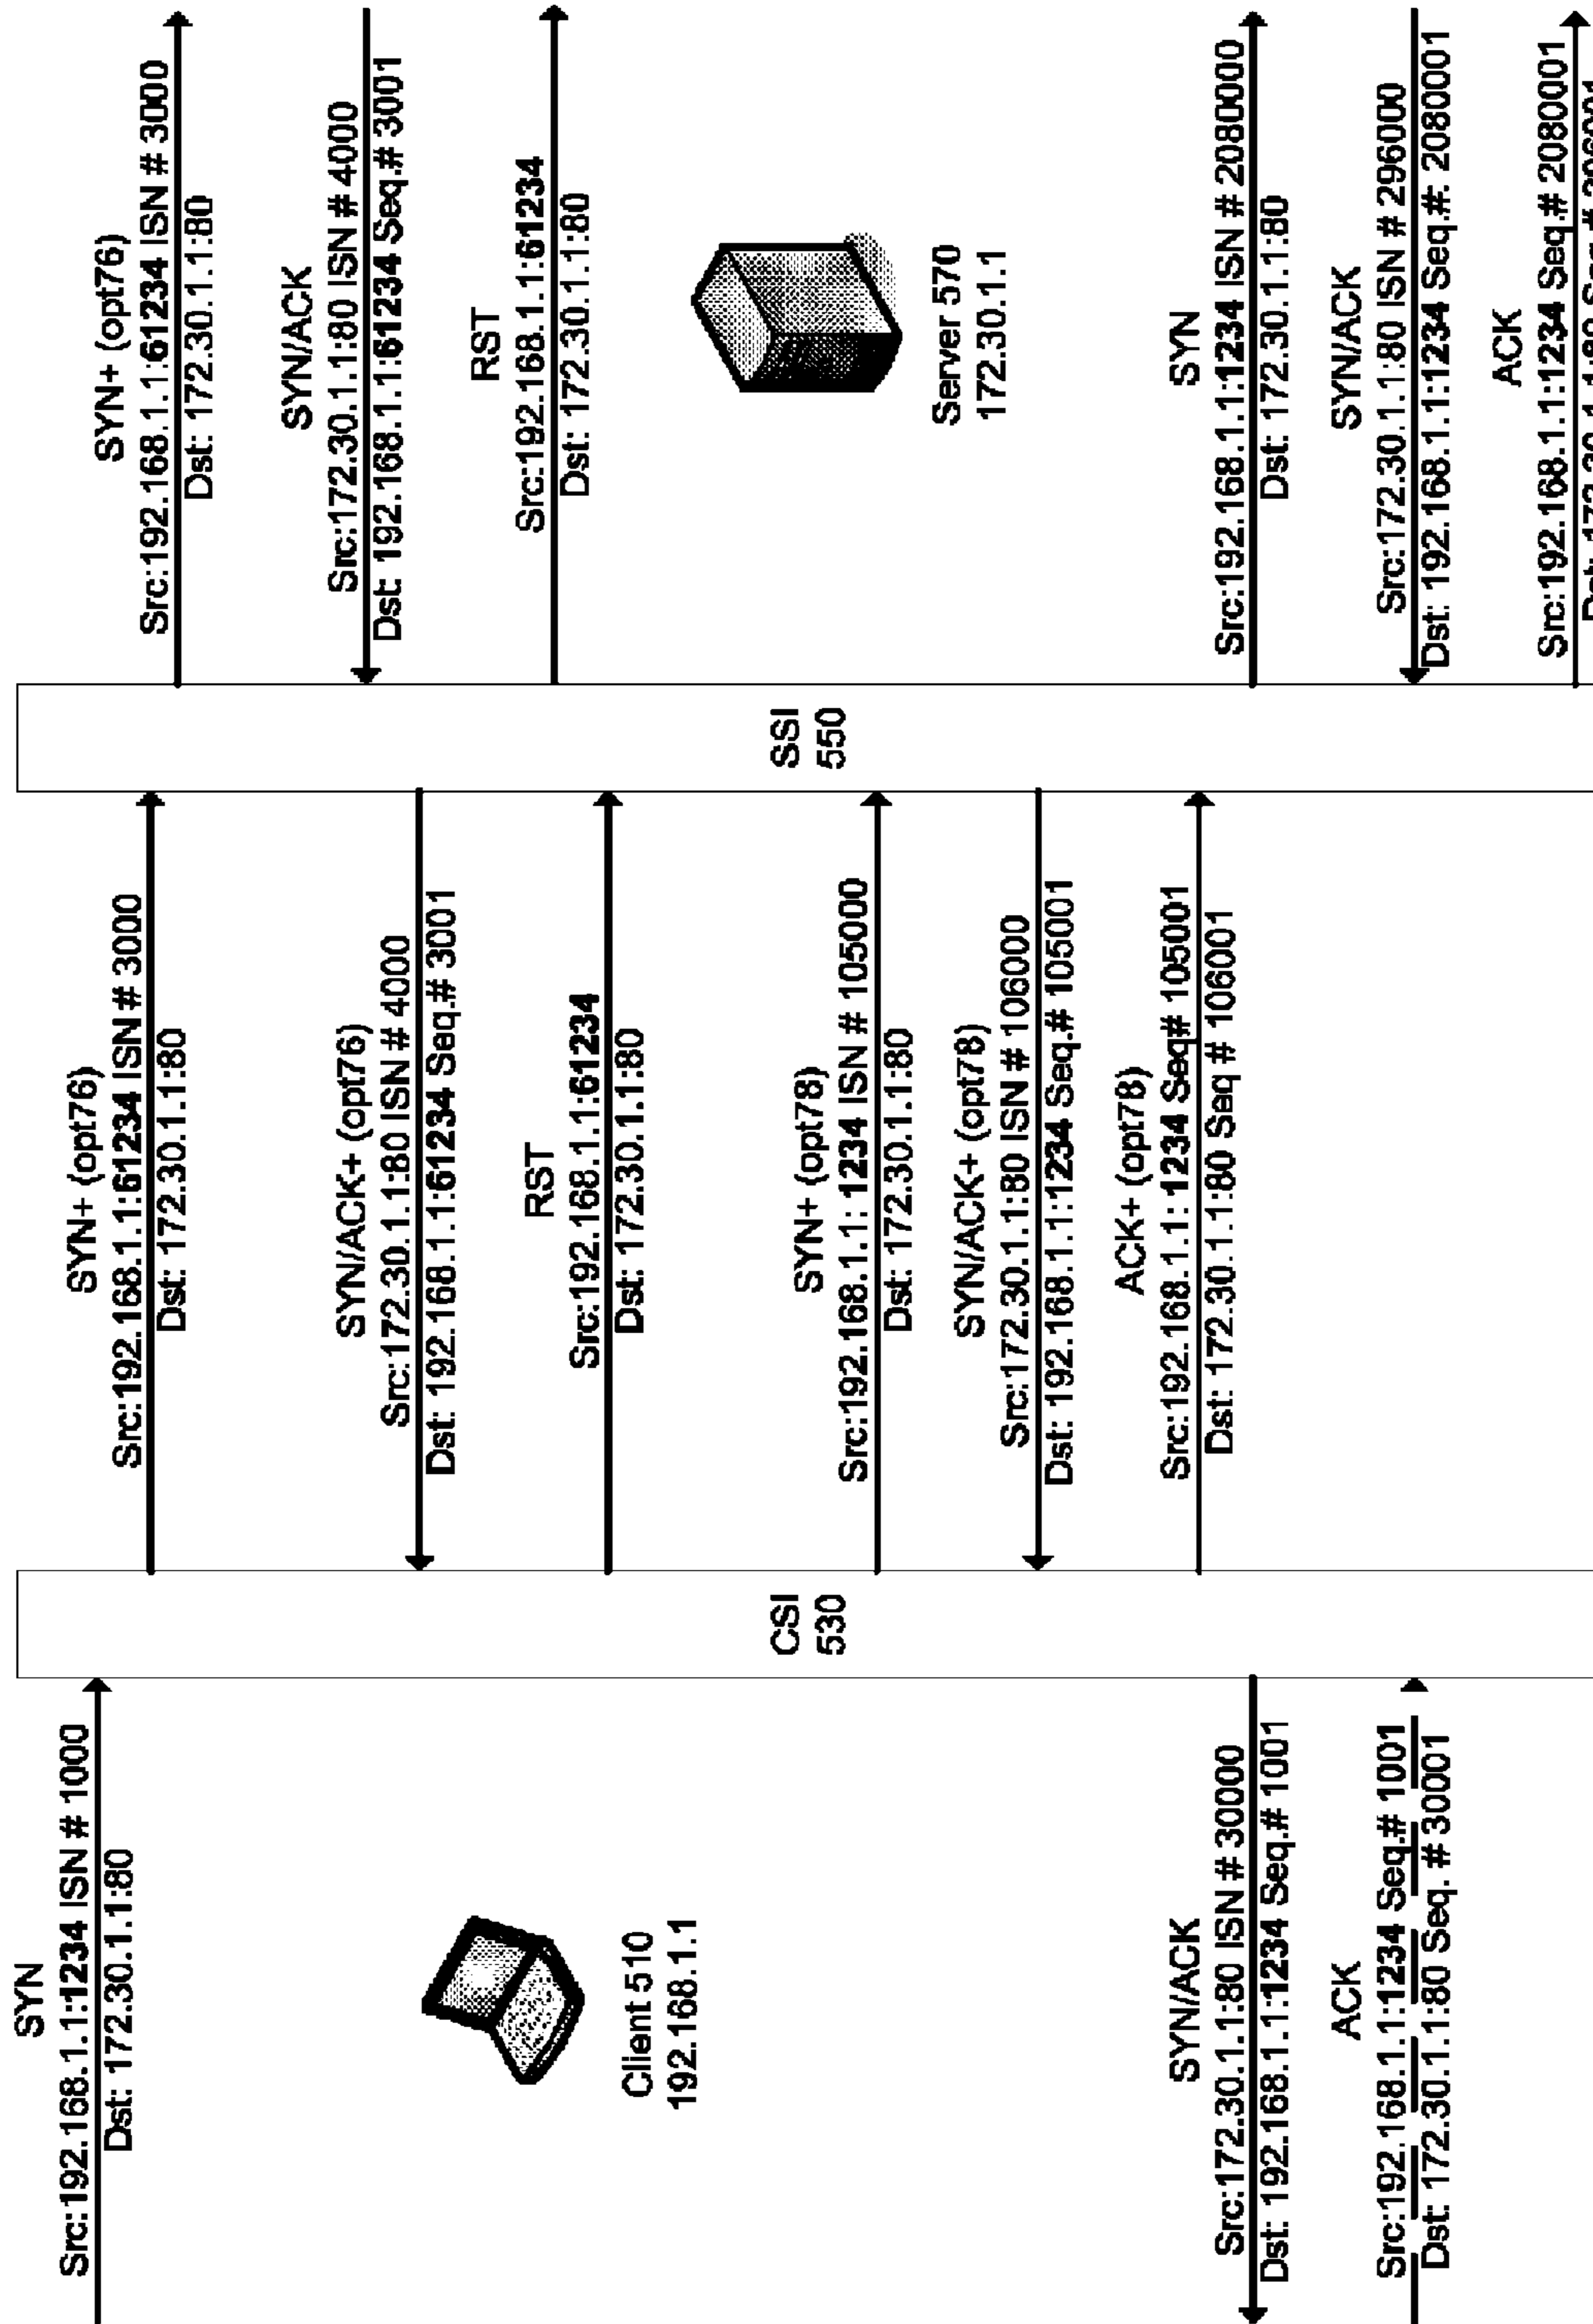 SYN
Src:192.168.1.1:1234 ISN # 1000
Dst: 172.30.1.1:80
Client 510
192.168.1.1
SYN/ACK
Src:172.30.1.1:80 ISN # 30000
Dst: 192.168.1.1:1234 Seq.# 1001
ACK
Src:192.168.1.1:1234 Seq.# 1001
Dst: 172.30.1.1:80 Seq. # 30001
CSI
530
SYN+ (opt76)
Src:192.168.1.1:61234 ISN # 3000
Dst: 172.30.1.1:80
SYN/ACK+ (opt76)
Src:172.30.1.1:80 ISN # 4000
Dst: 192.168.1.1:61234 Seq.# 3001
RST
Src:192.168.1.1:61234
Dst: 172.30.1.1:80
SYN+ (opt78)
Src:192.168.1.1: 1234 ISN # 105000
Dst: 172.30.1.1:80
SYN/ACK+ (opt78)
Src:172.30.1.1:80 ISN # 106000
Dst: 192.168.1.1:1234 Seq.# 105001
ACK+ (opt78)
Src:192.168.1.1: 1234 Seq# 105001
Dst: 172.30.1.1:80 Seq # 106001
SSI
550
SYN+ (opt76)
Src:192.168.1.1:61234 ISN # 3000
Dst: 172.30.1.1:80
SYN/ACK
Src:172.30.1.1:80 ISN # 4000
Dst: 192.168.1.1:61234 Seq.# 3001
RST
Src:192.168.1.1:61234
Dst: 172.30.1.1:80
Server 570
172.30.1.1
SYN
Src:192.168.1.1:1234 ISN # 2080000
Dst: 172.30.1.1:80
SYN/ACK
Src:172.30.1.1:80 ISN # 296000
Dst: 192.168.1.1:1234 Seq.#: 2080001
ACK
Src:192.168.1.1:1234 Seq.# 2080001
Dst: 172.30.1.1:80 Seq.# 296001